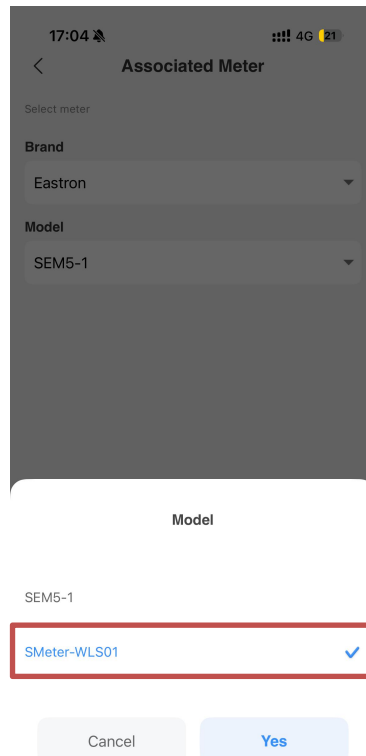 17:04 4G 21
Associated Meter
Select meter
Brand
Eastron
Model
SEM5-1
Model
SEM5-1
SMeter-WLS01
Cancel Yes